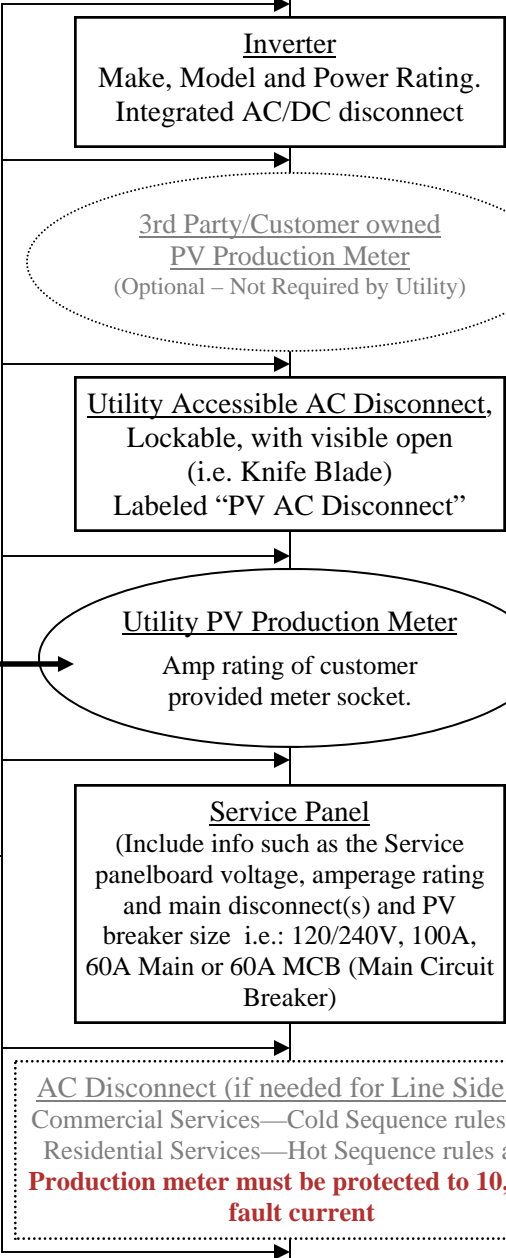 Inverter
Make, Model and Power Rating.
Integrated AC/DC disconnect
3rd Party/Customer owned
PV Production Meter
(Optional – Not Required by Utility)
Utility Accessible AC Disconnect,
Lockable, with visible open
(i.e. Knife Blade)
Labeled “PV AC Disconnect”
Utility PV Production Meter
Amp rating of customer
provided meter socket.
Service Panel
(Include info such as the Service
panelboard voltage, amperage rating
and main disconnect(s) and PV
breaker size i.e.: 120/240V, 100A,
60A Main or 60A MCB (Main Circuit
Breaker)
AC Disconnect (if needed for Line Side
Commercial Services—Cold Sequence rules
Residential Services—Hot Sequence rules
Production meter must be protected to 10,
fault current